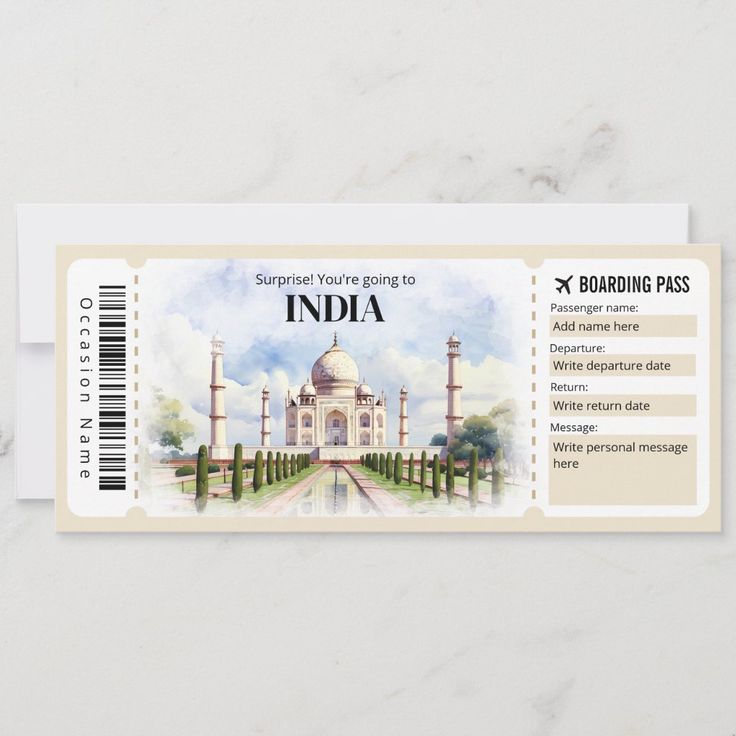 Occasion Name
Surprise! You're going to
INDIA
BOARDING PASS
Passenger name:
Add name here
Departure:
Write departure date
Return:
Write return date
Message:
Write personal message
here